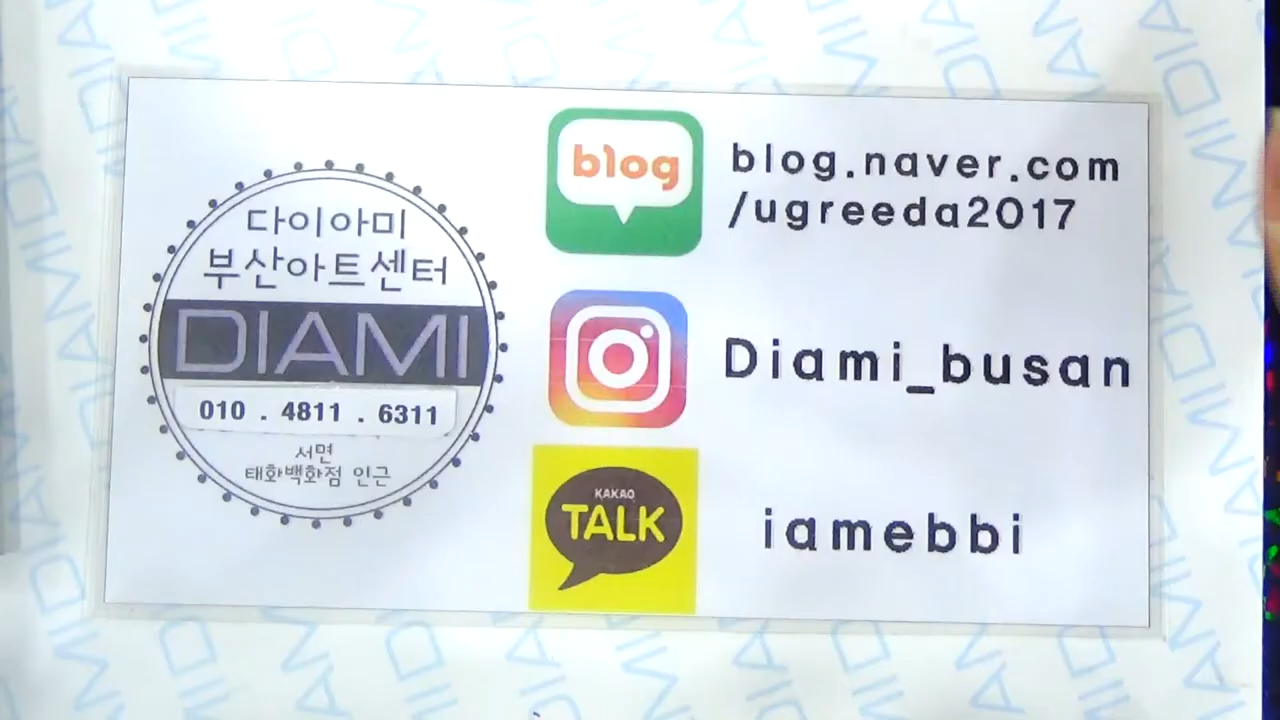 다이아미
부산아트센터
DIAMI
010 . 4811 . 6311
서면
태화백화점 인근
blog
blog.naver.com
/ugreeda2017
Diami_busan
KAKAO
TALK
iamebbi